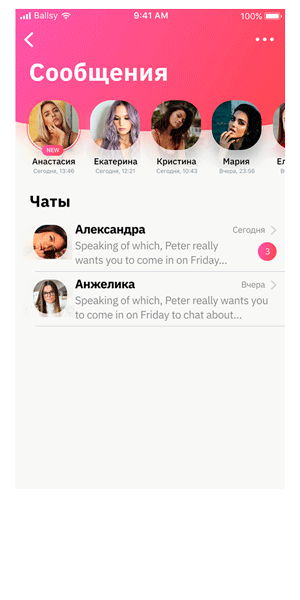 Ballsy 9:41 AM 100%
Сообщения
NEW
Анастасия Екатерина Кристина Мария
Сегодня, 13:46 Сегодня, 12:21 Сегодня, 10:43 Вчера, 23:56
Чаты
Александра Сегодня
Speaking of which, Peter really
wants you to come in on Friday...
3
Анжелика Вчера
Speaking of which, Peter really wants you
to come in on Friday to chat about...